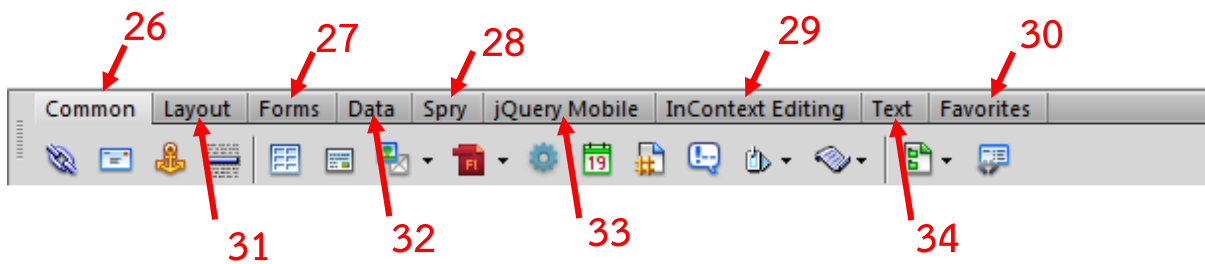 26 27 28 29 30
Common Layout Forms Data Spry jQuery Mobile InContext Editing Text Favorites
FI 19
31 32 33 34